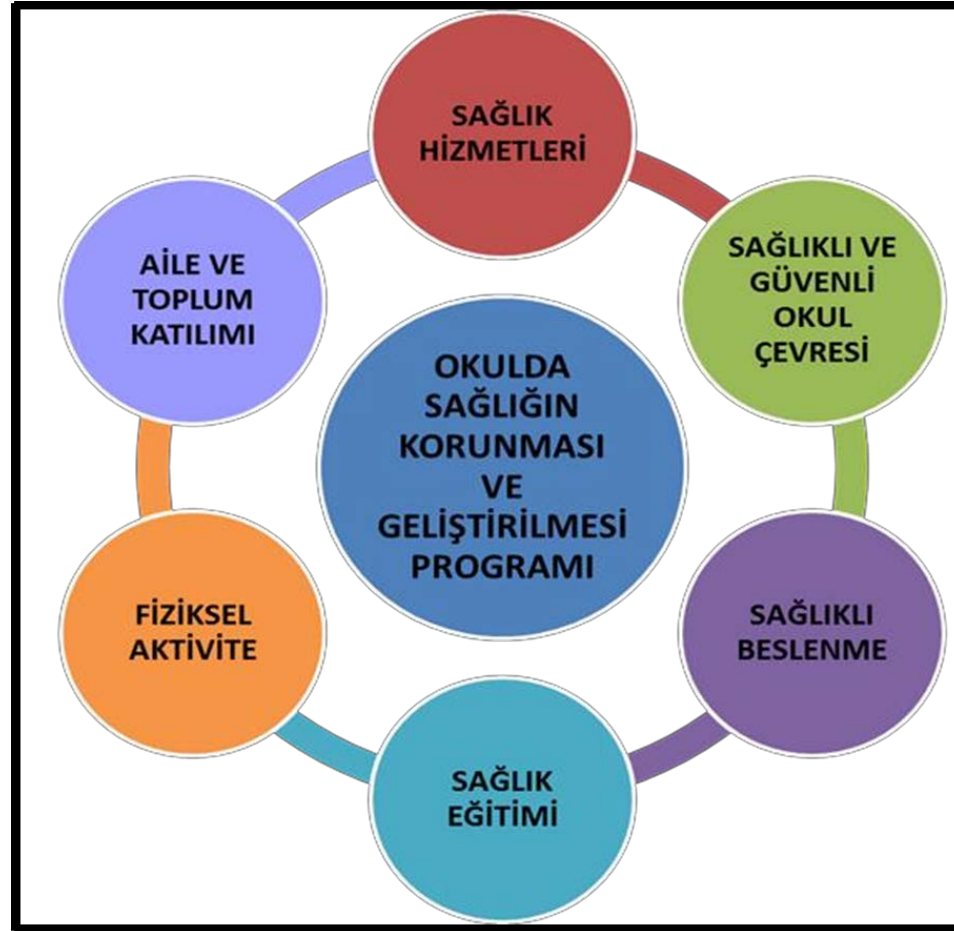 SAĞLIK
HİZMETLERİ
SAĞLIKLI VE
GÜVENLİ
OKUL
ÇEVRESİ
SAĞLIKLI
BESLENME
SAĞLIK
EĞİTİMİ
FİZİKSEL
AKTİVİTE
AİLE VE
TOPLUM
KATILIMI
OKULDA
SAĞLIĞIN
KORUNMASI
VE
GELİŞTİRİLMESİ
PROGRAMI